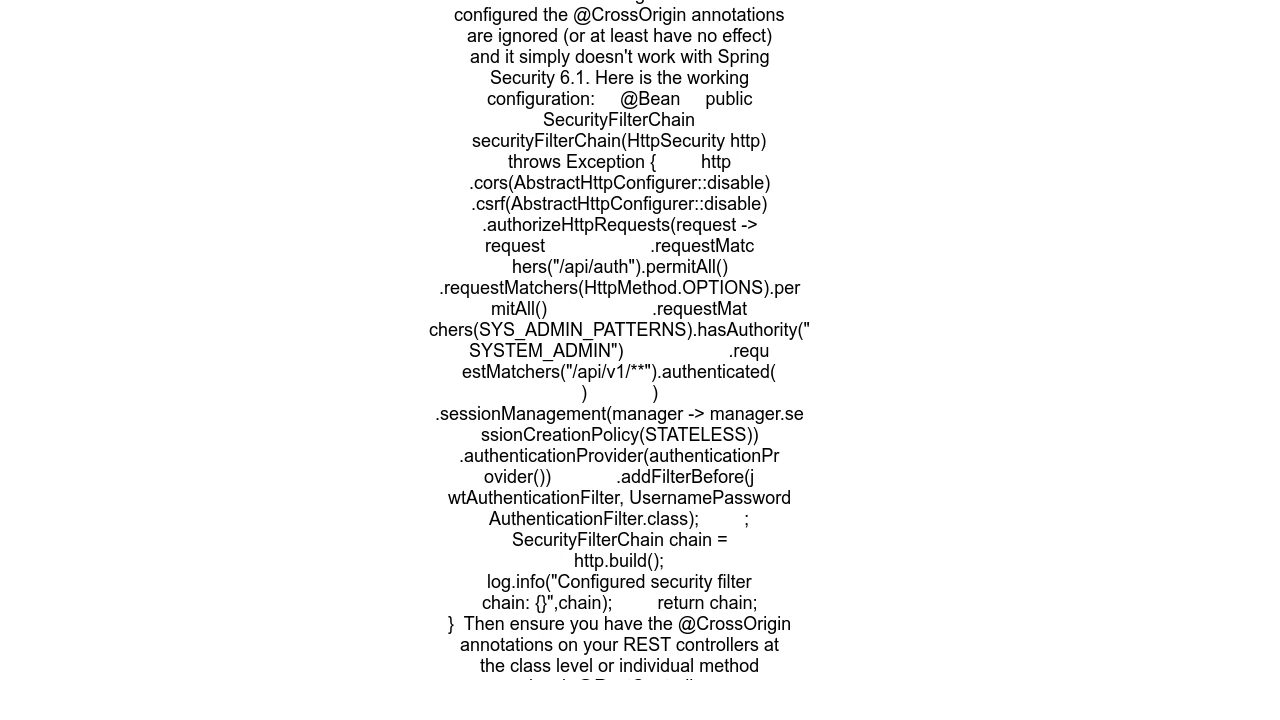 configured the @CrossOrigin annotations
are ignored (or at least have no effect)
and it simply doesn't work with Spring
Security 6.1. Here is the working
configuration:     @Bean     public
SecurityFilterChain
securityFilterChain(HttpSecurity http)
throws Exception {         http
.cors(AbstractHttpConfigurer::disable)
.csrf(AbstractHttpConfigurer::disable)
.authorizeHttpRequests(request ->
request                     .requestMatc
hers("/api/auth").permitAll()
.requestMatchers(HttpMethod.OPTIONS).per
mitAll()                     .requestMat
chers(SYS_ADMIN_PATTERNS).hasAuthority("
SYSTEM_ADMIN")                     .requ
estMatchers("/api/v1/**").authenticated(
)             )
.sessionManagement(manager -> manager.se
ssionCreationPolicy(STATELESS))
.authenticationProvider(authenticationPr
ovider())             .addFilterBefore(j
wtAuthenticationFilter, UsernamePassword
AuthenticationFilter.class);         ;
SecurityFilterChain chain =
http.build();
log.info("Configured security filter
chain: {}",chain);         return chain;
}  Then ensure you have the @CrossOrigin
annotations on your REST controllers at
the class level or individual method